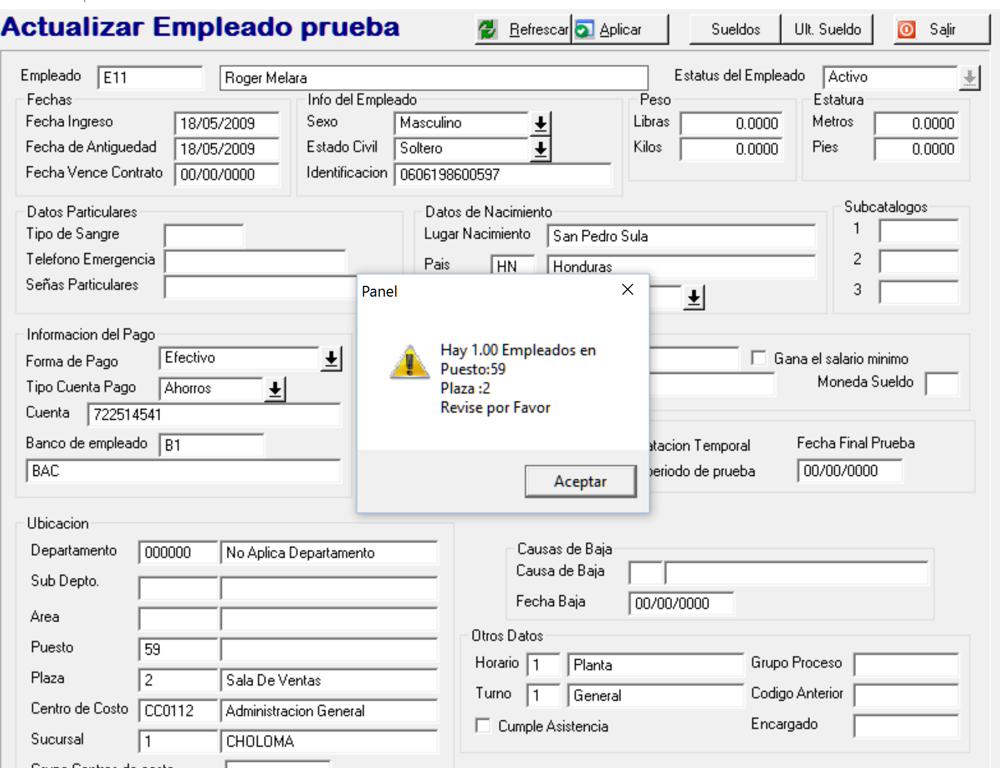 Actualizar Empleado prueba
Refrescar
Aplicar
Sueldos
Ult. Sueldo
Salir
Empleado E11 Roger Melara
Estatus del Empleado Activo
Fechas
Fecha Ingreso 18/05/2009
Fecha de Antiguedad 18/05/2009
Fecha Vence Contrato 00/00/0000
Info del Empleado
Sexo Masculino
Estado Civil Soltero
Identificacion 0606198600597
Peso
Libras 0.0000
Kilos 0.0000
Estatura
Metros 0.0000
Pies 0.0000
Datos Particulares
Tipo de Sangre
Telefono Emergencia
Señas Particulares
Datos de Nacimiento
Lugar Nacimiento San Pedro Sula
Pais HN Honduras
Subcatalogos
1
2
3
Panel
Hay 1.00 Empleados en
Puesto:59
Plaza :2
Revise por Favor
Aceptar
Informacion del Pago
Forma de Pago Efectivo
Tipo Cuenta Pago Ahorros
Cuenta 722514541
Banco de empleado B1
BAC
Gana el salario minimo
Moneda Sueldo
Temporal
periodo de prueba
Fecha Final Prueba
00/00/0000
Ubicacion
Departamento 000000 No Aplica Departamento
Sub Depto.
Area
Puesto 59
Plaza 2 Sala De Ventas
Centro de Costo CC0112 Administracion General
Sucursal 1 CHOLOMA
Causas de Baja
Causa de Baja
Fecha Baja 00/00/0000
Otros Datos
Horario 1 Planta
Turno 1 General
Cumple Asistencia
Grupo Proceso
Codigo Anterior
Encargado